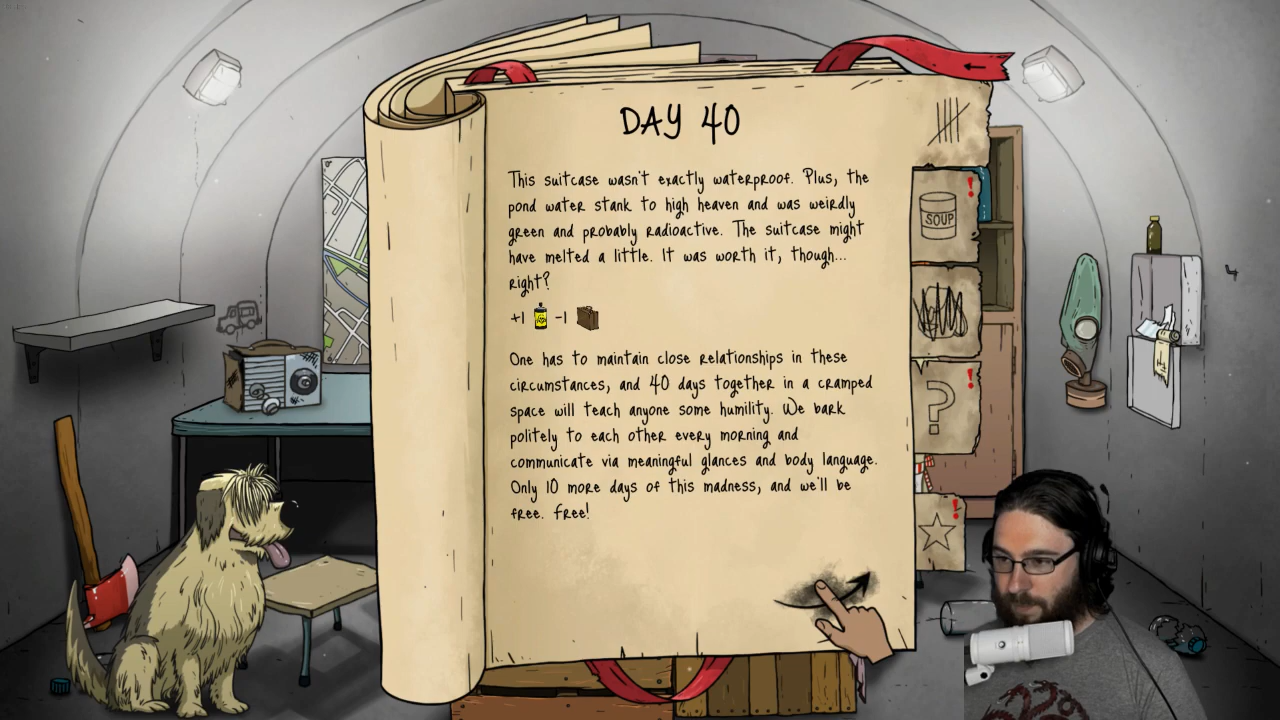 DAY 40
This suitcase wasn't exactly waterproof. Plus, the
pond water stank to high heaven and was weirdly
green and probably radioactive. The suitcase might
have melted a little. It was worth it, though...
right?
+1 -1
One has to maintain close relationships in these
circumstances, and 40 days together in a cramped
space will teach anyone some humility. We bark
politely to each other every morning and
communicate via meaningful glances and body language.
Only 10 more days of this madness, and we'll be
free. Free!
!
SOUP
!
?
!